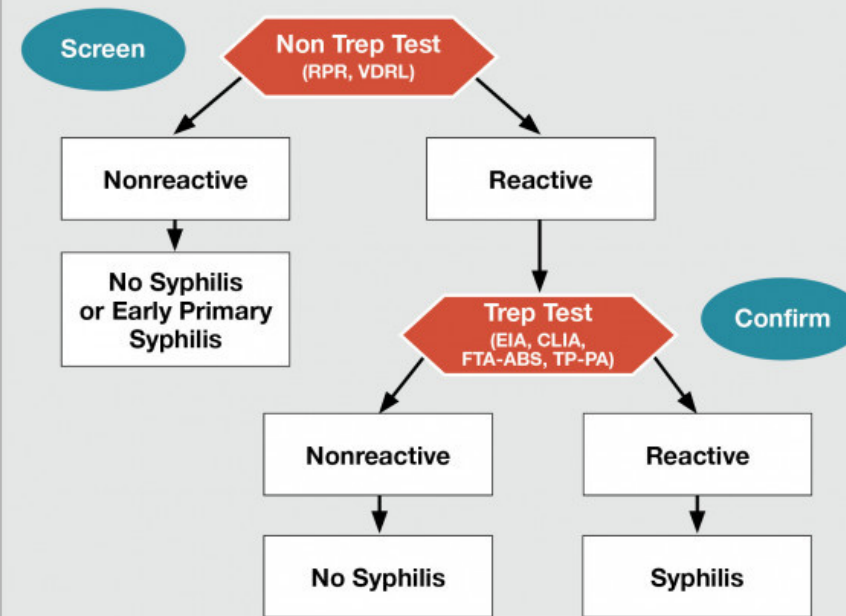 Screen
Non Trep Test
(RPR, VDRL)
Nonreactive
Reactive
No Syphilis
or Early Primary
Syphilis
Trep Test
(EIA, CLIA,
FTA-ABS, TP-PA)
Confirm
Nonreactive
Reactive
No Syphilis
Syphilis